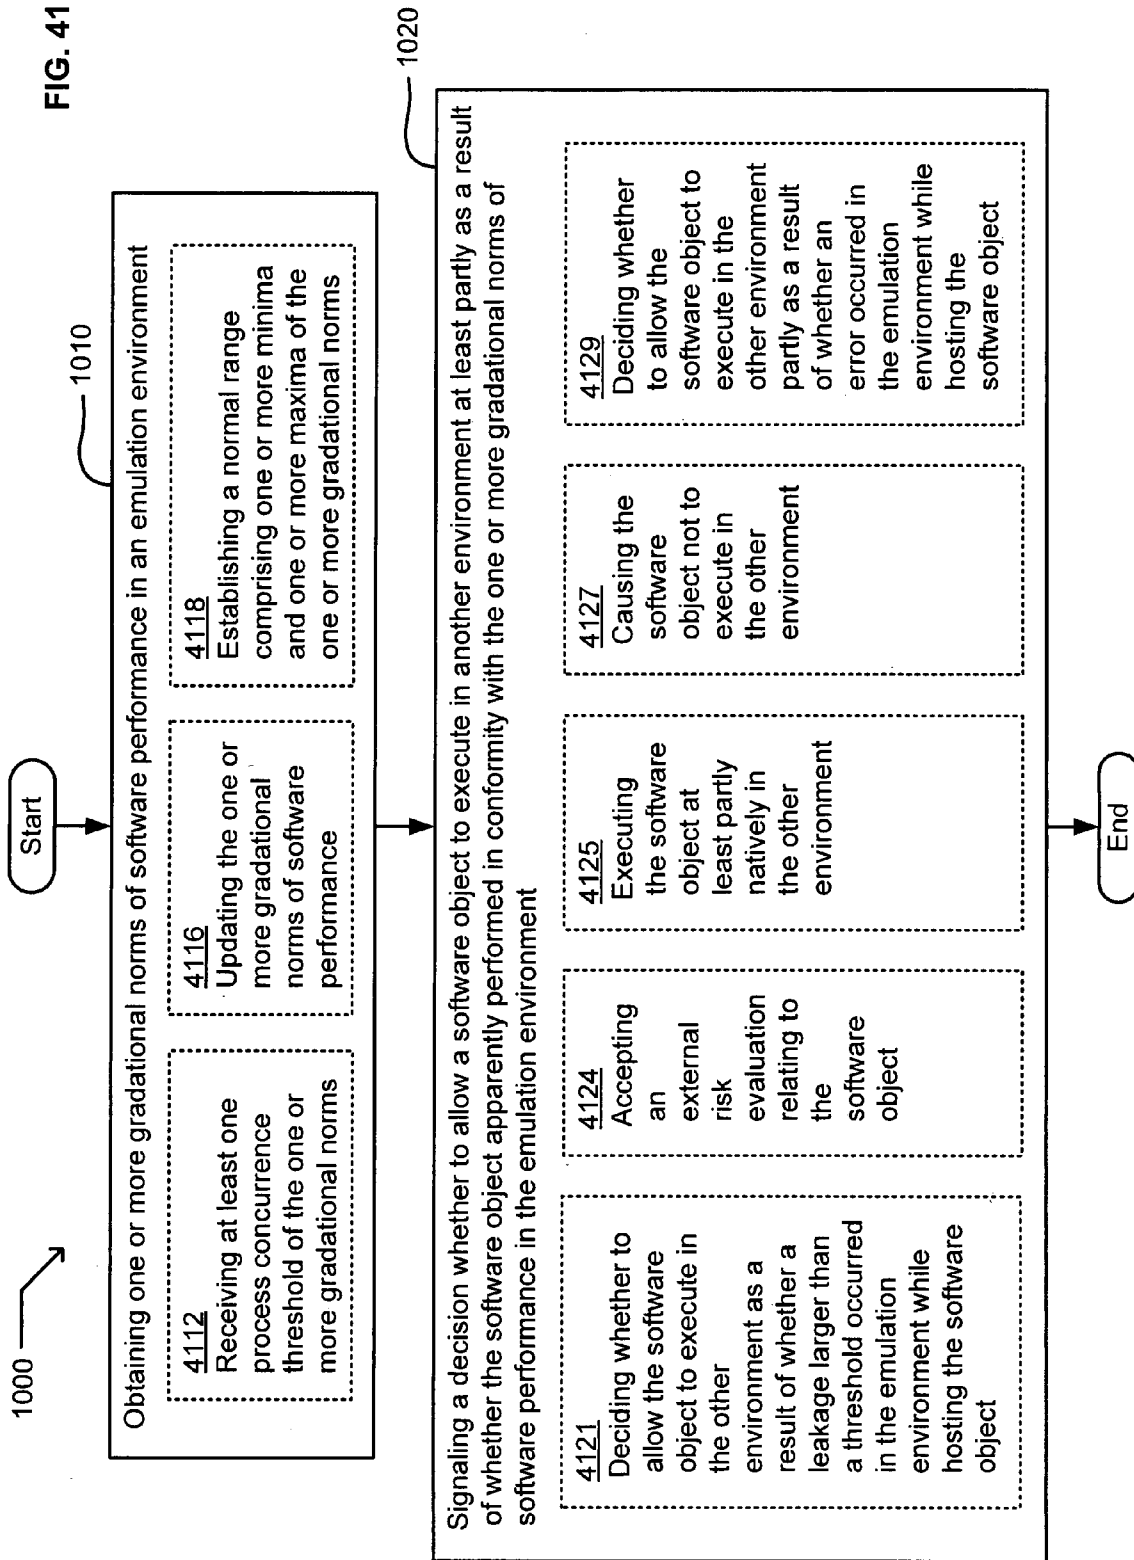 FIG. 41
1000
Start
1010
Obtaining one or more gradational norms of software performance in an emulation environment
4112
Receiving at least one
process concurrence
threshold of the one or
more gradational norms
4116
Updating the one or
more gradational
norms of software
performance
4118
Establishing a normal range
comprising one or more minima
and one or more maxima of the
one or more gradational norms
1020
Signaling a decision whether to allow a software object to execute in another environment at least partly as a result
of whether the software object apparently performed in conformity with the one or more gradational norms of
software performance in the emulation environment
4121
Deciding whether to
allow the software
object to execute in
the other
environment as a
result of whether a
leakage larger than
a threshold occurred
in the emulation
environment while
hosting the software
object
4124
Accepting
an
external
risk
evaluation
relating to
the
software
object
4125
Executing
the software
object at
least partly
natively in
the other
environment
4127
Causing the
software
object not to
execute in
the other
environment
4129
Deciding whether
to allow the
software object to
execute in the
other environment
partly as a result
of whether an
error occurred in
the emulation
environment while
hosting the
software object
End